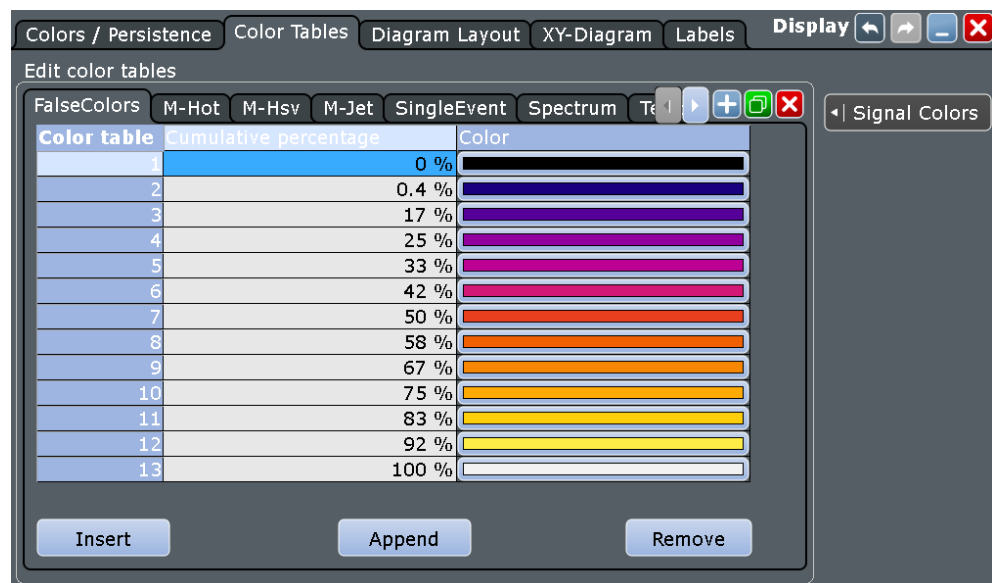 Colors / Persistence Color Tables Diagram Layout XY-Diagram Labels Display
Edit color tables
FalseColors M-Hot M-Hsv M-Jet SingleEvent Spectrum
Signal Colors
Color table Cumulative percentage Color
1 0 %
2 0.4 %
3 17 %
4 25 %
5 33 %
6 42 %
7 50 %
8 58 %
9 67 %
10 75 %
11 83 %
12 92 %
13 100 %
Insert Append Remove